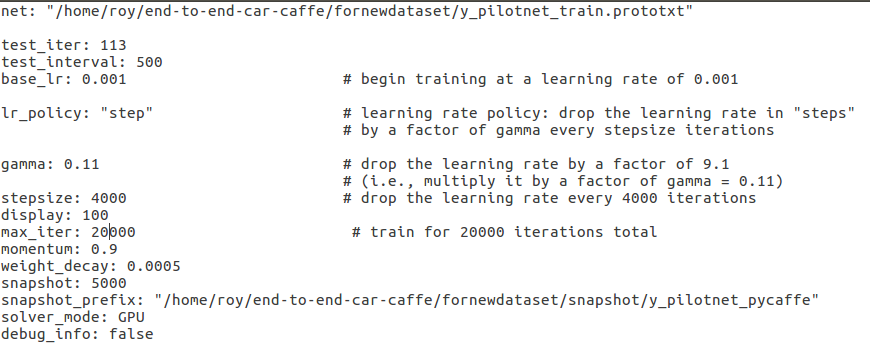 net: "/home/roy/end-to-end-car-caffe/fornewdataset/y_pilotnet_train.prototxt"
test_iter: 113
test_interval: 500
base_lr: 0.001 # begin training at a learning rate of 0.001
lr_policy: "step" # learning rate policy: drop the learning rate in "steps"
# by a factor of gamma every stepsize iterations
gamma: 0.11 # drop the learning rate by a factor of 9.1
# (i.e., multiply it by a factor of gamma = 0.11)
stepsize: 4000 # drop the learning rate every 4000 iterations
display: 100
max_iter: 20000 # train for 20000 iterations total
momentum: 0.9
weight_decay: 0.0005
snapshot: 5000
snapshot_prefix: "/home/roy/end-to-end-car-caffe/fornewdataset/snapshot/y_pilotnet_pycaffe"
solver_mode: GPU
debug_info: false